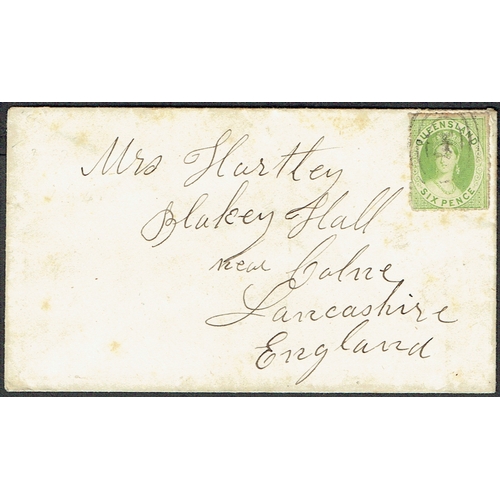 QUEENSLAND
SIX PENCE
Mrs Hartley
Blakey Hall
near Colne
Lancashire
England